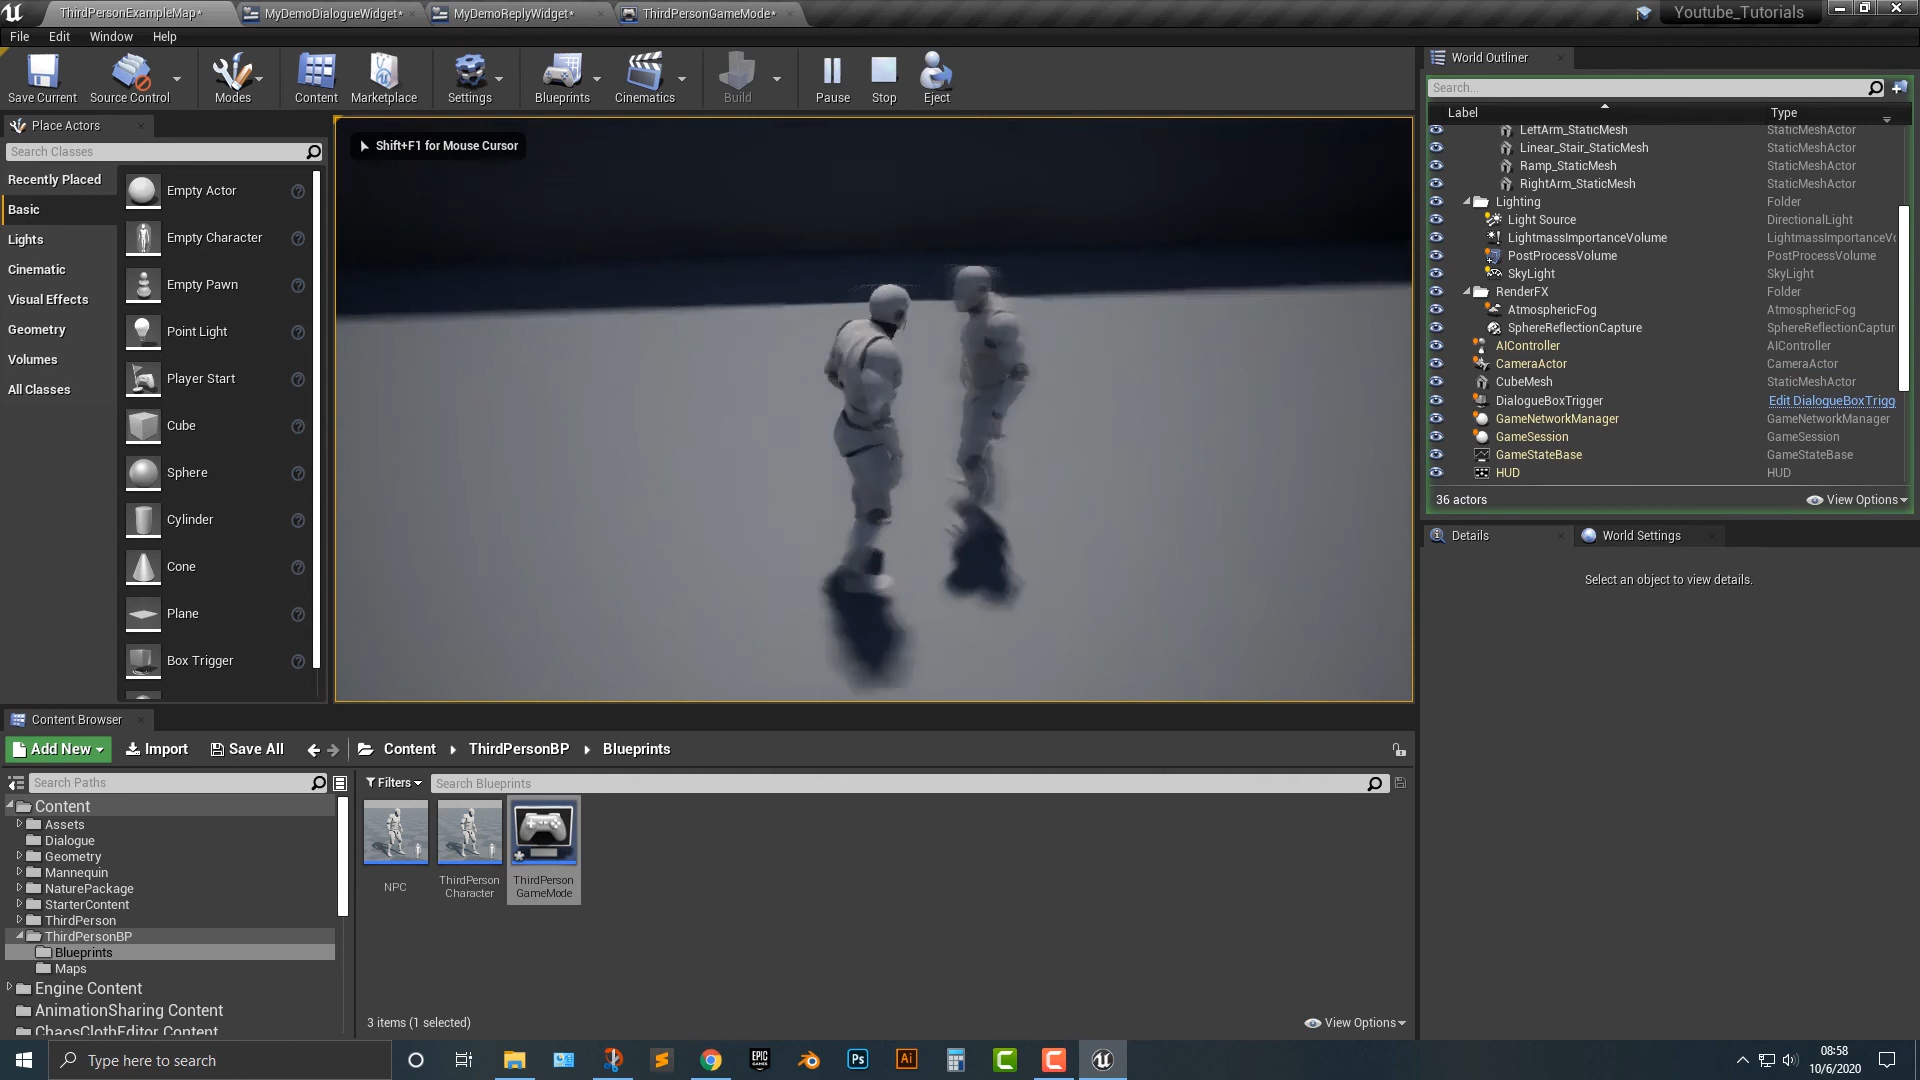 ThirdPersonExampleMap*
MyDemoDialogueWidget*
MyDemoReplyWidget*
ThirdPersonGameMode*
Youtube_Tutorials
File Edit Window Help
Save Current
Source Control
Modes
Content
Marketplace
Settings
Blueprints
Cinematics
Build
Pause
Stop
Eject
Place Actors
Search Classes
Recently Placed
Basic
Lights
Cinematic
Visual Effects
Geometry
Volumes
All Classes
Empty Actor
Empty Character
Empty Pawn
Point Light
Player Start
Cube
Sphere
Cylinder
Cone
Plane
Box Trigger
Shift+F1 for Mouse Cursor
World Outliner
Search...
Label Type
LeftArm_StaticMesh StaticMeshActor
Linear_Stair_StaticMesh StaticMeshActor
Ramp_StaticMesh StaticMeshActor
RightArm_StaticMesh StaticMeshActor
Lighting Folder
Light Source DirectionalLight
LightmassImportanceVolume LightmassImportanceVo
PostProcessVolume PostProcessVolume
SkyLight SkyLight
RenderFX Folder
AtmosphericFog AtmosphericFog
SphereReflectionCapture SphereReflectionCaptur
AIController AIController
CameraActor CameraActor
CubeMesh StaticMeshActor
DialogueBoxTrigger Edit DialogueBoxTrigg
GameNetworkManager GameNetworkManager
GameSession GameSession
GameStateBase GameStateBase
HUD HUD
36 actors
View Options
Details
World Settings
Select an object to view details.
Content Browser
Add New
Import
Save All
Content
ThirdPersonBP
Blueprints
Search Paths
Filters
Search Blueprints
Content
Assets
Dialogue
Geometry
Mannequin
NaturePackage
StarterContent
ThirdPerson
ThirdPersonBP
Blueprints
Maps
Engine Content
AnimationSharing Content
ChaosClothEditor Content
NPC
ThirdPerson
Character
ThirdPerson
GameMode
3 items (1 selected)
View Options
Type here to search
EPIC
GAMES
Ps
Ai
08:58
10/6/2020